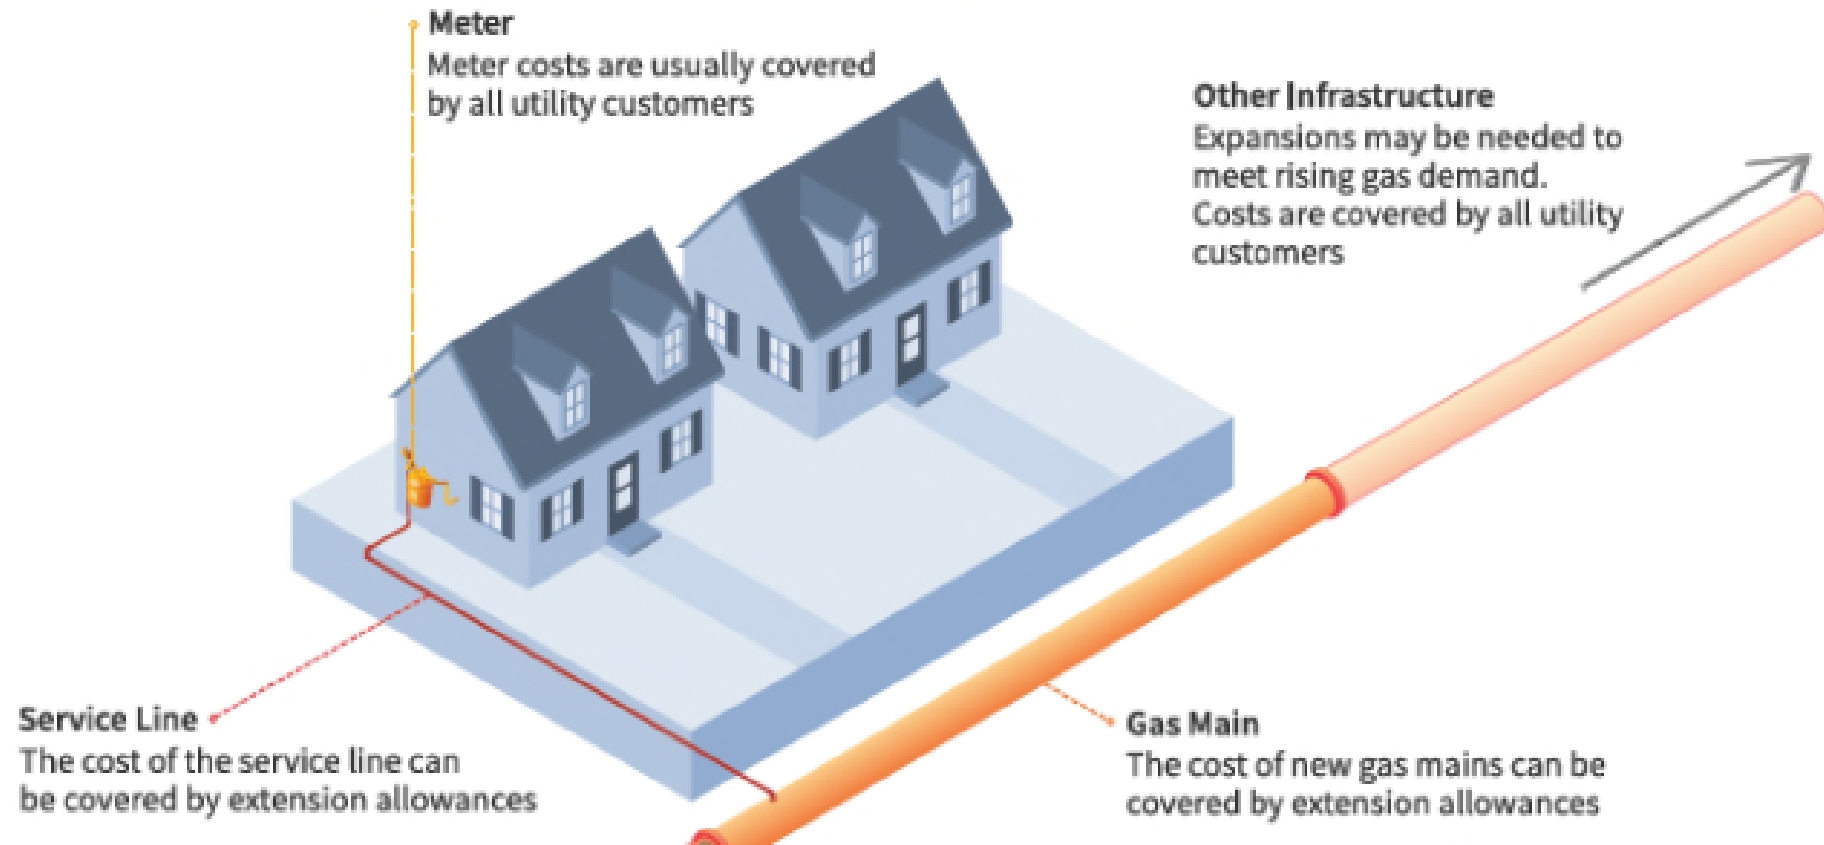 Meter
Meter costs are usually covered
by all utility customers
Other Infrastructure
Expansions may be needed to
meet rising gas demand.
Costs are covered by all utility
customers
Service Line
The cost of the service line can
be covered by extension allowances
Gas Main
The cost of new gas mains can be
covered by extension allowances